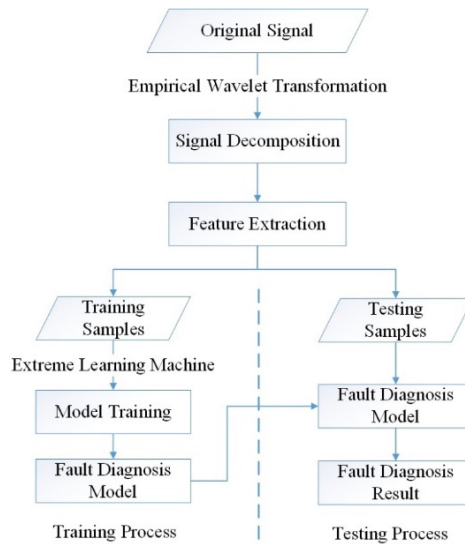 Original Signal
Empirical Wavelet Transformation
Signal Decomposition
Feature Extraction
Training
Samples
Extreme Learning Machine
Model Training
Fault Diagnosis
Model
Training Process
Testing
Samples
Fault Diagnosis
Model
Fault Diagnosis
Result
Testing Process